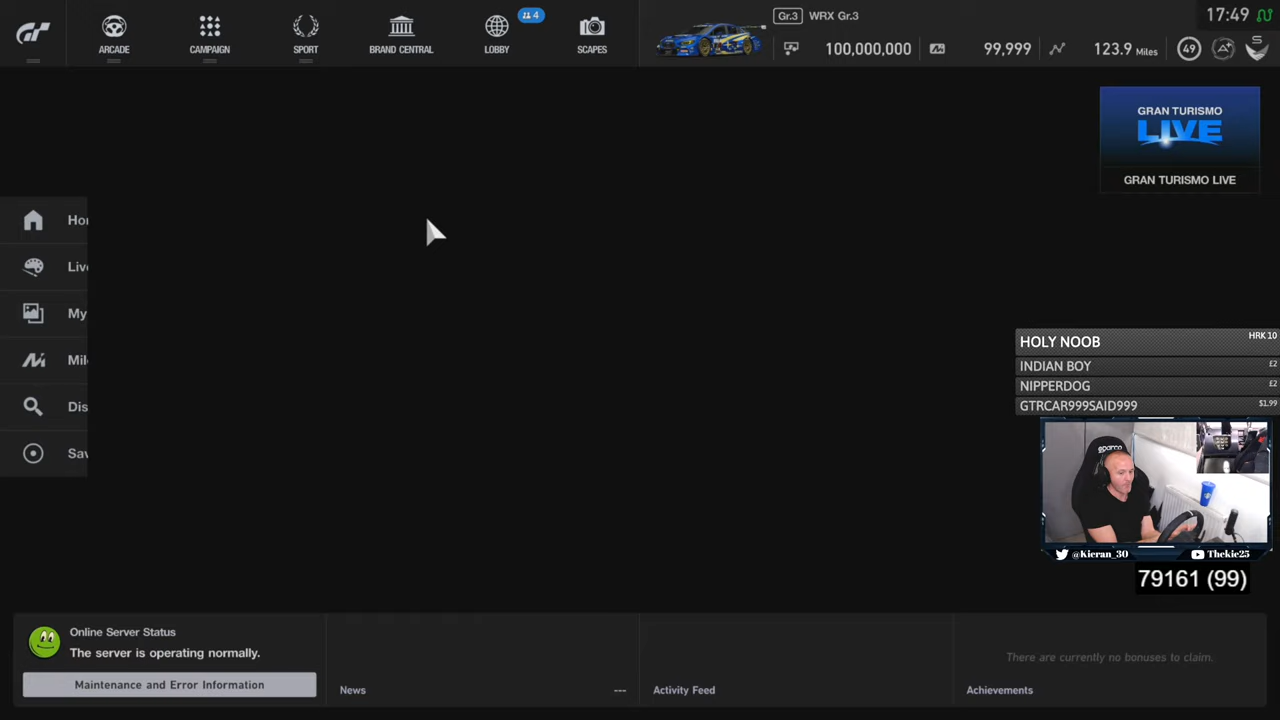 GT
ARCADE
CAMPAIGN
SPORT
BRAND CENTRAL
4
LOBBY
SCAPES
Gr.3 WRX Gr.3
17:49
100,000,000
99,999
123.9 Miles
49
A+
S
GRAN TURISMO
LIVE
GRAN TURISMO LIVE
Ho
Liv
My
Mil
Dis
Sav
HOLY NOOB HRK 10
INDIAN BOY £2
NIPPERDOG £2
GTRCAR999SAID999 $1.99
sparco
@Kieran_30 Thekie25
79161 (99)
Online Server Status
The server is operating normally.
Maintenance and Error Information
News ---
Activity Feed
There are currently no bonuses to claim.
Achievements